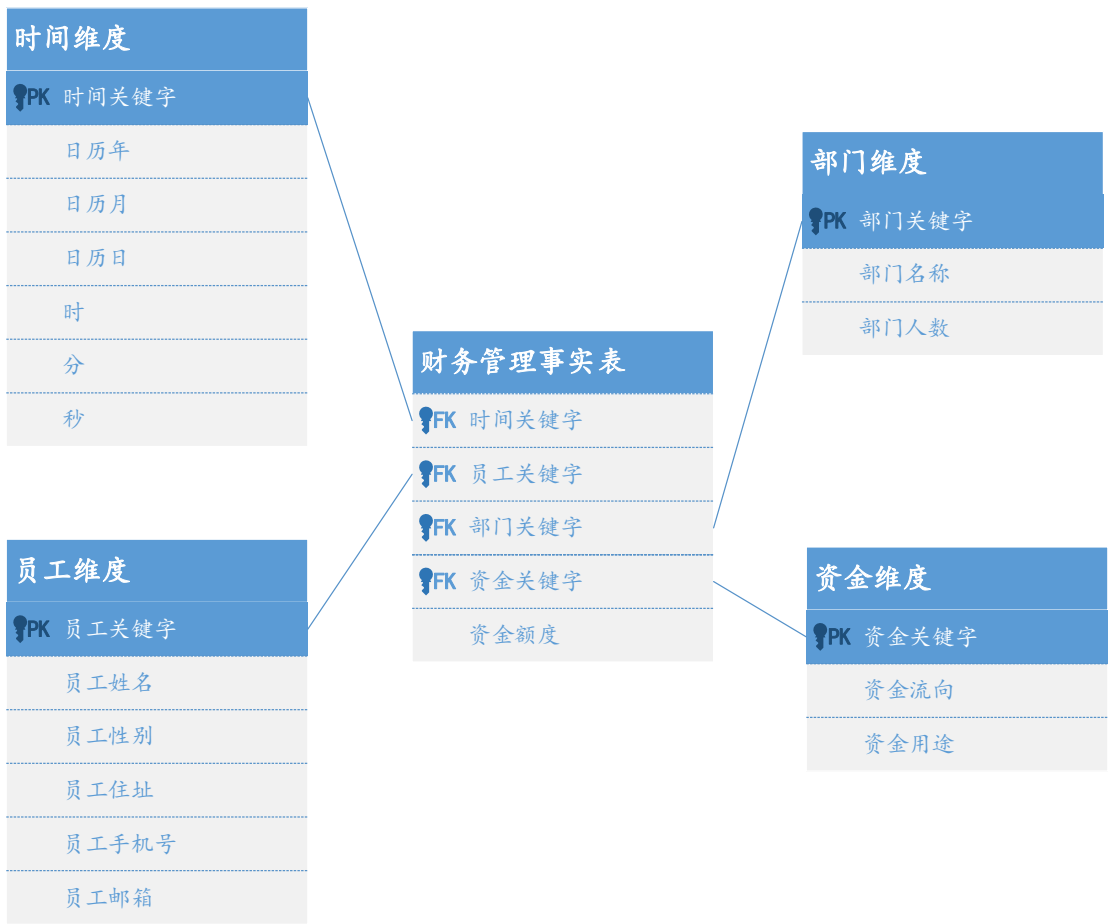 时间维度
PK 时间关键字
日历年
日历月
日历日
时
分
秒
员工维度
PK 员工关键字
员工姓名
员工性别
员工住址
员工手机号
员工邮箱
财务管理事实表
FK 时间关键字
FK 员工关键字
FK 部门关键字
FK 资金关键字
资金额度
部门维度
PK 部门关键字
部门名称
部门人数
资金维度
PK 资金关键字
资金流向
资金用途